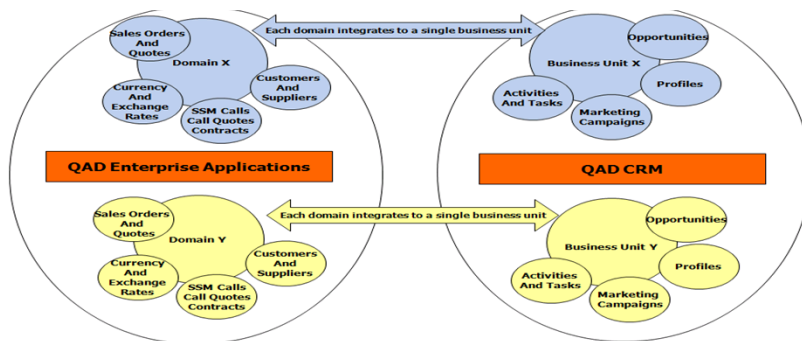 Sales Orders
And
Quotes
Domain X
Currency
And
Exchange
Rates
SSM Calls
Call Quotes
Contracts
Customers
And
Suppliers
Each domain integrates to a single business unit
Opportunities
Business Unit X
Profiles
Activities
And Tasks
Marketing
Campaigns
QAD Enterprise Applications
QAD CRM
Sales Orders
And
Quotes
Domain Y
Currency
And
Exchange
Rates
SSM Calls
Call Quotes
Contracts
Customers
And
Suppliers
Each domain integrates to a single business unit
Opportunities
Business Unit Y
Profiles
Activities
And Tasks
Marketing
Campaigns